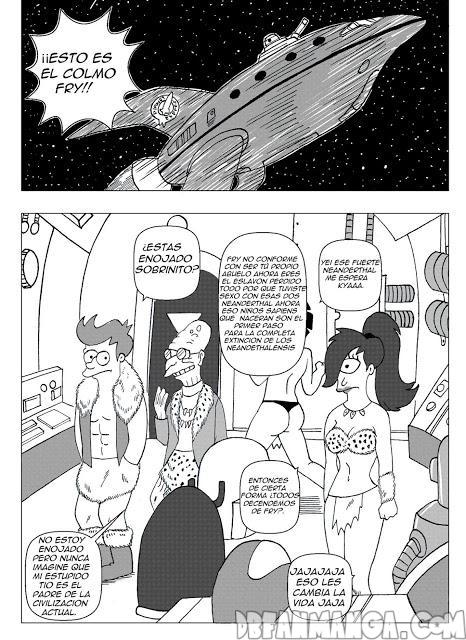 ¡¡ESTO ES
EL COLMO
FRY!!
¿ESTAS
ENOJADO
SOBRINITO?
FRY NO CONFORME
CON SER TÚ PROPIO
ABUELO AHORA ERES
EL ESLAVON PERDIDO
TODO POR QUE TUVISTE
SEXO CON ESAS DOS
NEANDERTAL AHORA
ESO NIÑOS SAPIENS
QUE NACERAN SON EL
PRIMER PASO
PARA LA COMPLETA
EXTINCION DE LOS
NEANDETHALENSIS
YEI ESE FUERTE
NEANDERTHAL
ME ESPERA
KYAAA.
ENTONCES
DE CIERTA
FORMA ¿TODOS
DECENDEMOS
DE FRY?.
NO ESTOY
ENOJADO
PERO NUNCA
IMAGINE QUE
MI ESTUPIDO
TIO ES EL
PADRE DE LA
CIVILIZACION
ACTUAL.
JAJAJAJA
ESO LES
CAMBIA LA
VIDA JAJA
DBFANMANGA.COM